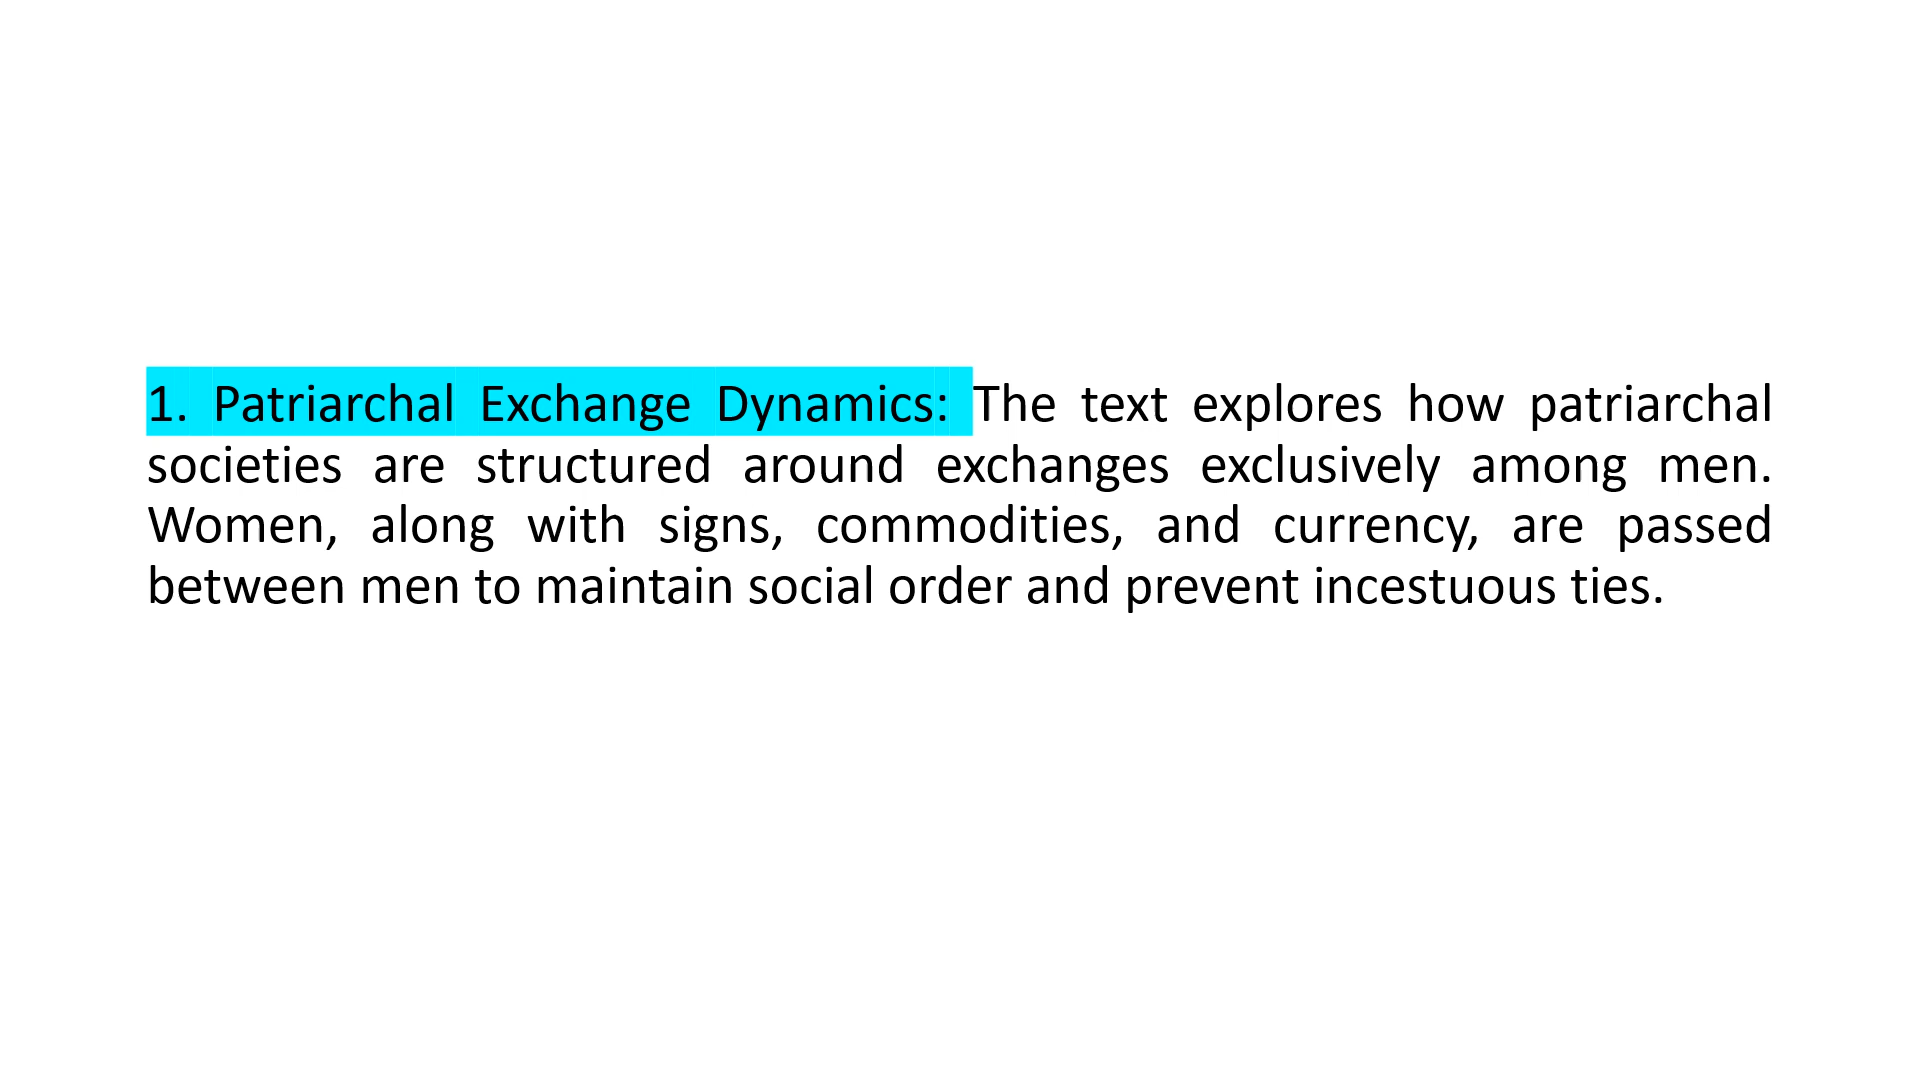 1. Patriarchal Exchange Dynamics: The text explores how patriarchal
societies are structured around exchanges exclusively among men.
Women, along with signs, commodities, and currency, are passed
between men to maintain social order and prevent incestuous ties.